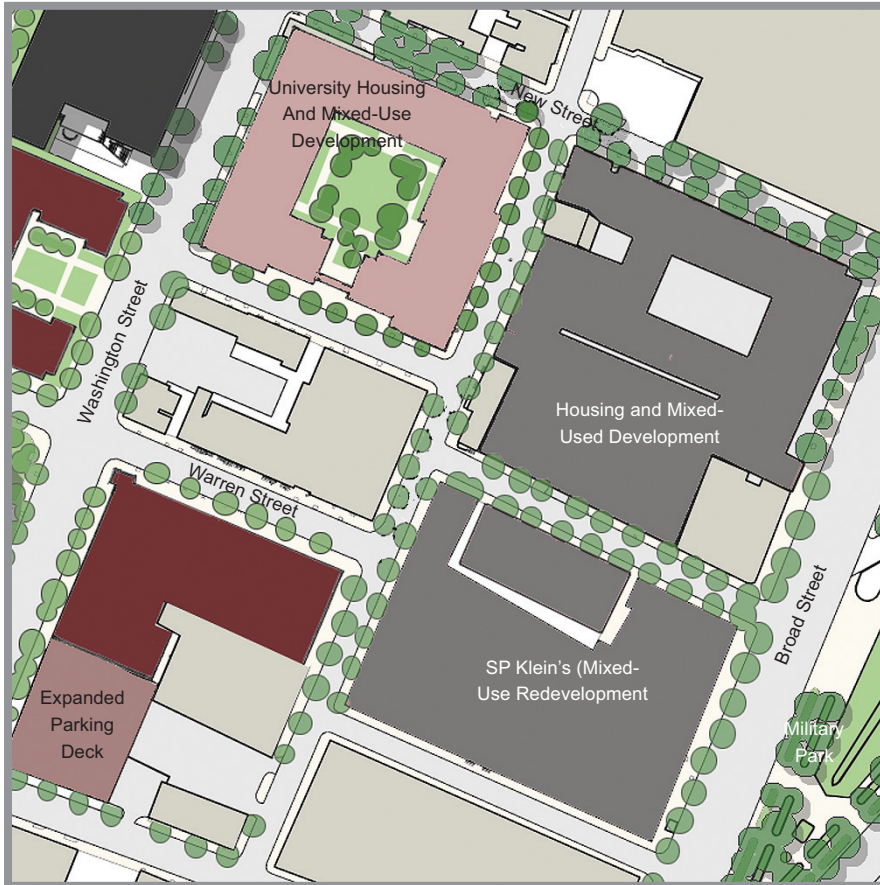 University Housing
And Mixed-Use
Development
New Street
Washington Street
Housing and Mixed-
Used Development
Warren Street
Broad Street
SP Klein's (Mixed-
Use Redevelopment
Expanded
Parking
Deck
Military
Park